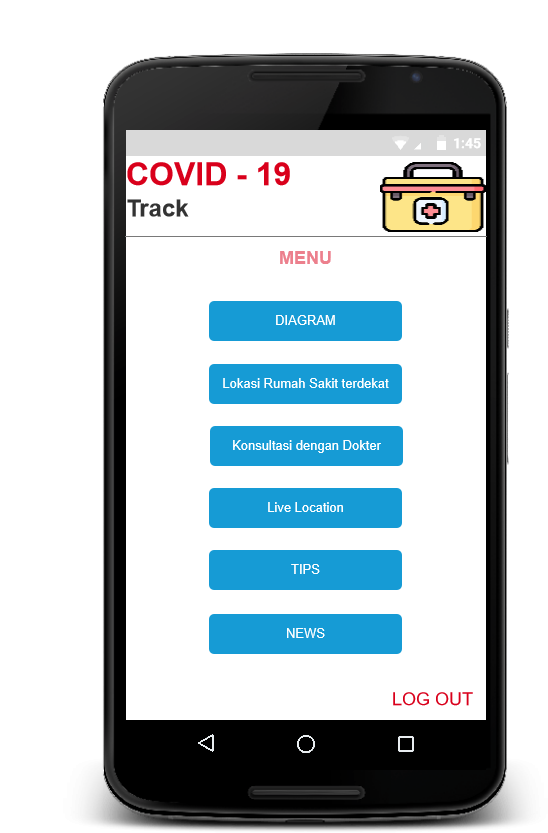 1:45
COVID - 19
Track
MENU
DIAGRAM
Lokasi Rumah Sakit terdekat
Konsultasi dengan Dokter
Live Location
TIPS
NEWS
LOG OUT